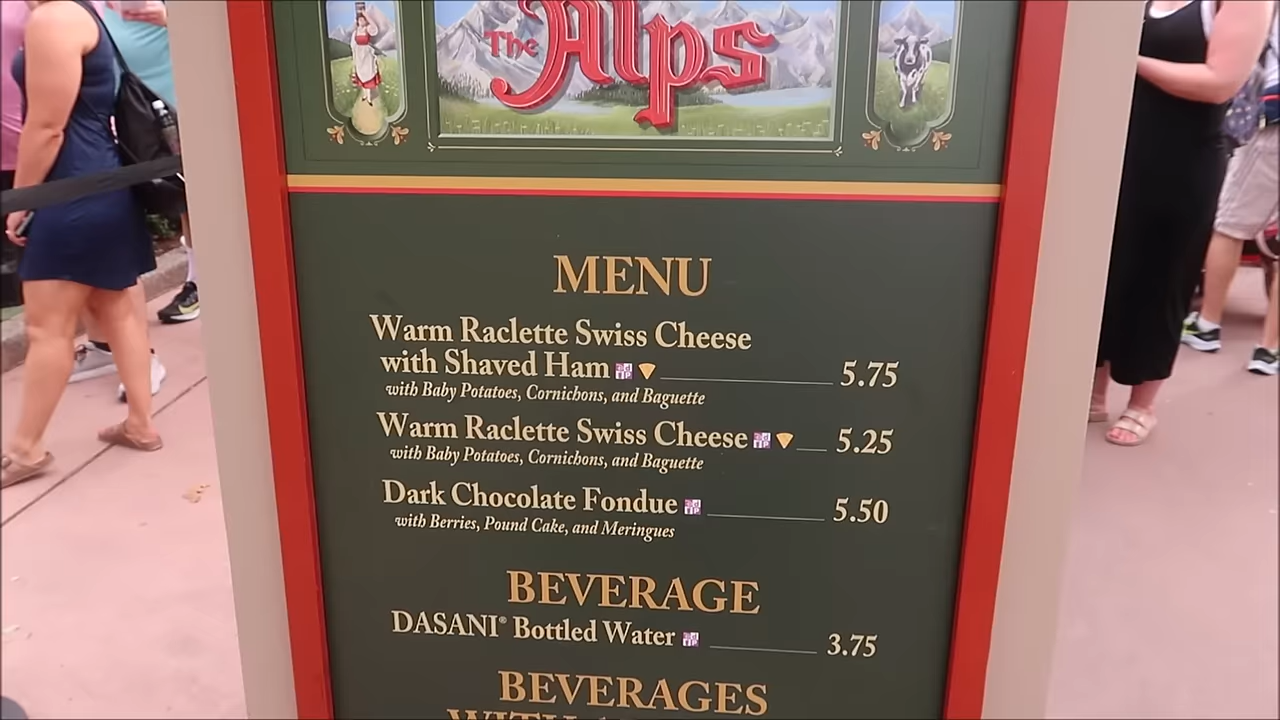 The Alps
MENU
Warm Raclette Swiss Cheese
with Shaved Ham 5.75
with Baby Potatoes, Cornichons, and Baguette
Warm Raclette Swiss Cheese 5.25
with Baby Potatoes, Cornichons, and Baguette
Dark Chocolate Fondue 5.50
with Berries, Pound Cake, and Meringues
BEVERAGE
DASANI® Bottled Water 3.75
BEVERAGES